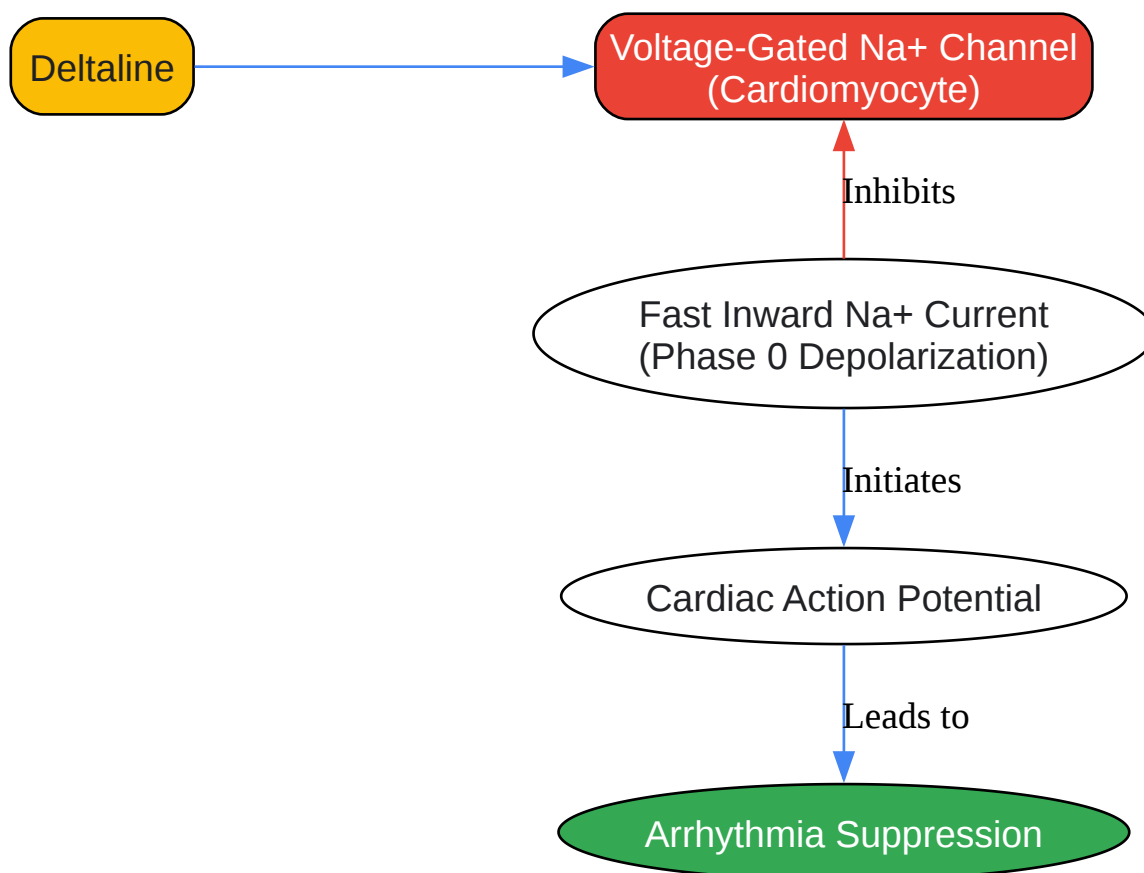 Deltaline
Voltage-Gated Na+ Channel
(Cardiomyocyte)
Inhibits
Fast Inward Na+ Current
(Phase 0 Depolarization)
Initiates
Cardiac Action Potential
Leads to
Arrhythmia Suppression